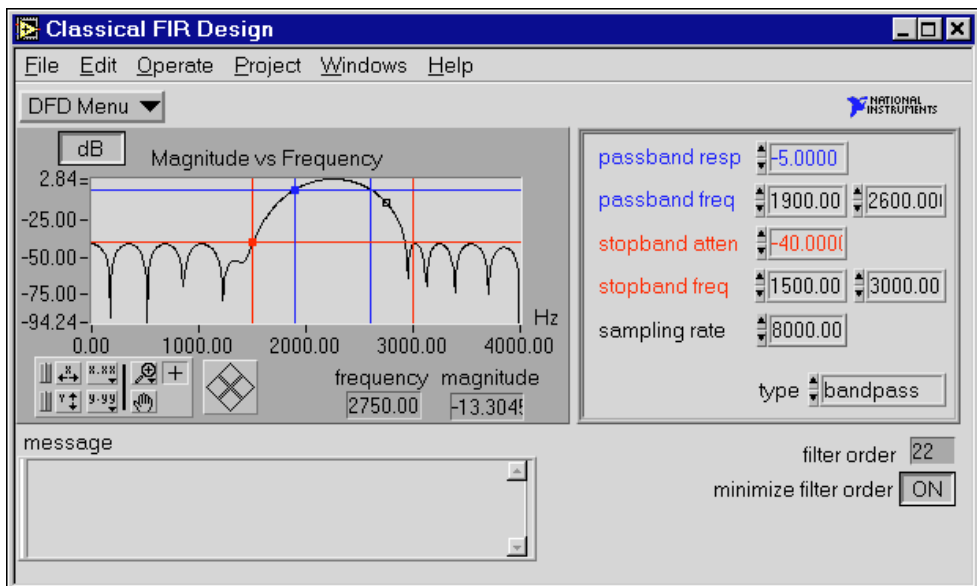 Classical FIR Design
File Edit Operate Project Windows Help
DFD Menu
NATIONAL
INSTRUMENTS
dB
Magnitude vs Frequency
2.84
-25.00
-50.00
-75.00
-94.24
0.00 1000.00 2000.00 3000.00 4000.00
Hz
x.xx
y.yy
frequency magnitude
2750.00 -13.304
passband resp -5.0000
passband freq 1900.00 2600.00
stopband atten -40.000
stopband freq 1500.00 3000.00
sampling rate 8000.00
type bandpass
message
filter order 22
minimize filter order ON